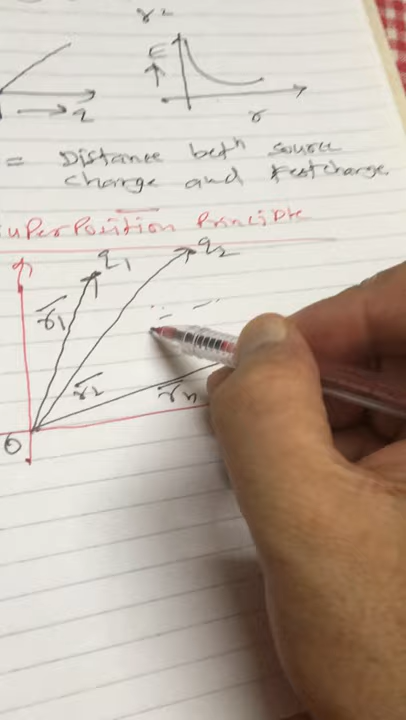 r2
E
r
q
= Distance betn source
charge and testcharge
SuperPosition Principle
q1
q2
r1
r2
rn
O